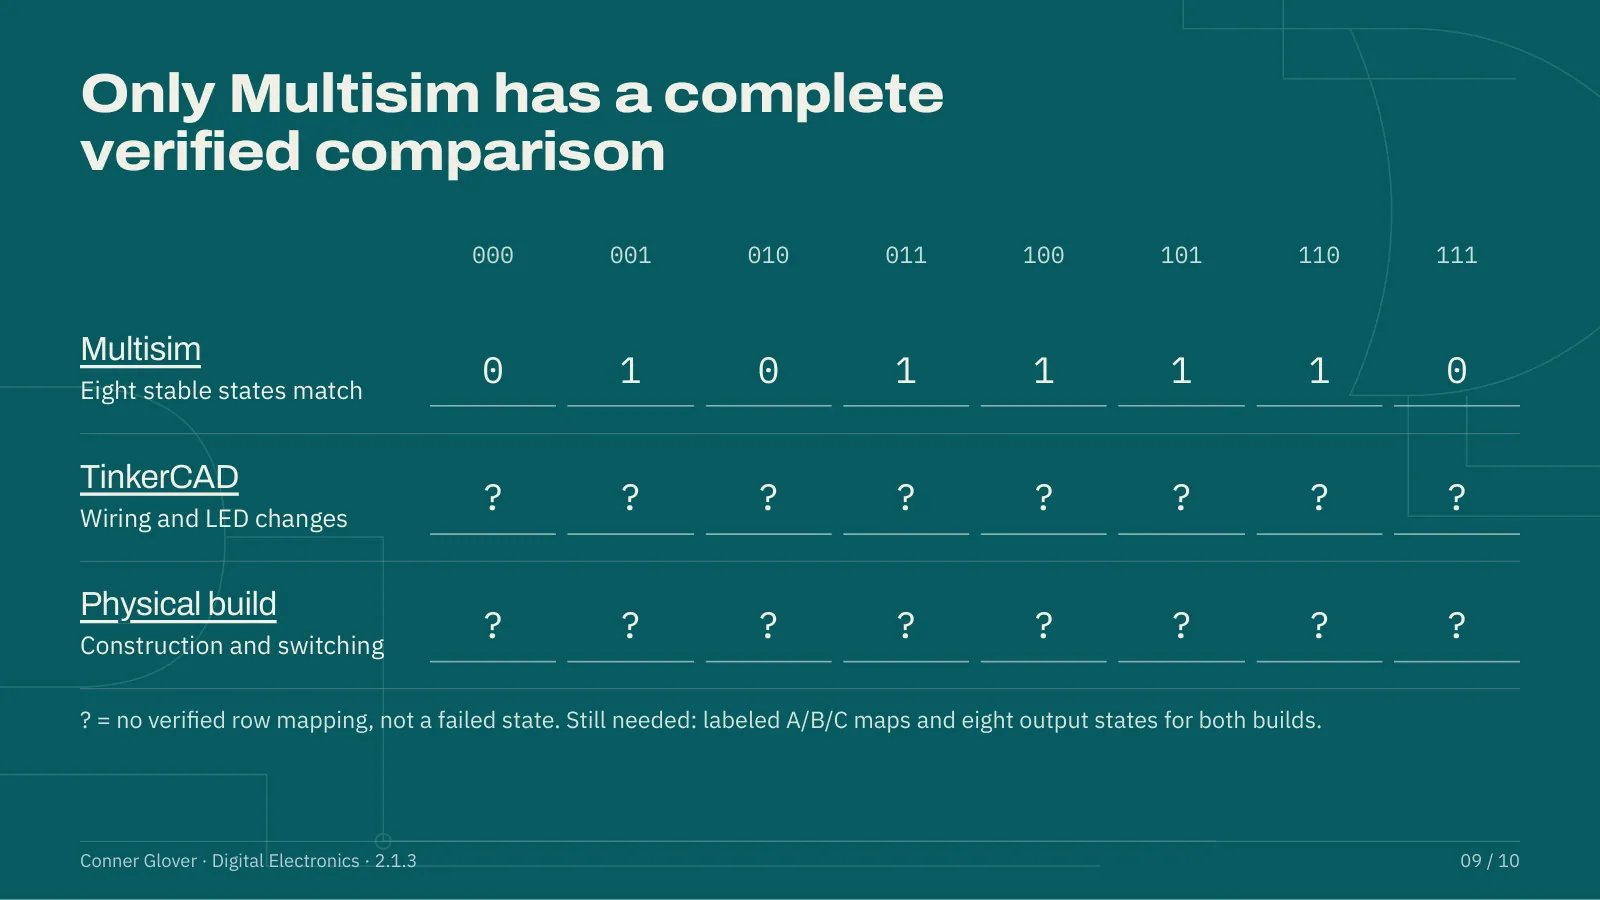 Only Multisim has a complete
verified comparison
000 001 010 011 100 101 110 111
Multisim
Eight stable states match
0 1 0 1 1 1 1 0
TinkerCAD
Wiring and LED changes
? ? ? ? ? ? ? ?
Physical build
Construction and switching
? ? ? ? ? ? ? ?
? = no verified row mapping, not a failed state. Still needed: labeled A/B/C maps and eight output states for both builds.
Conner Glover · Digital Electronics · 2.1.3
09 / 10